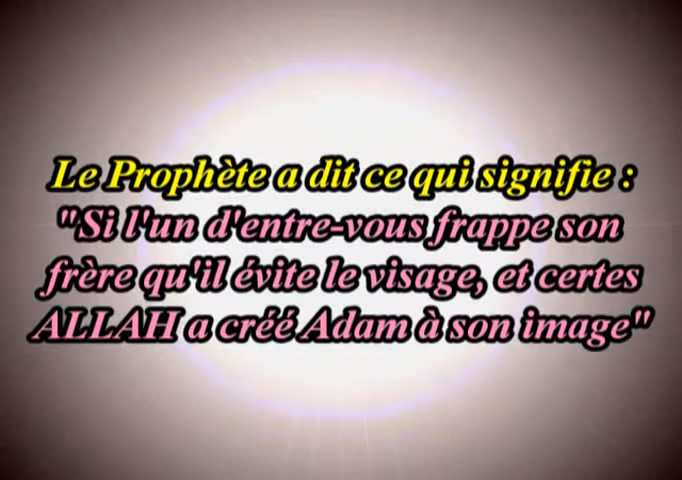 Le Prophète a dit ce qui signifie :
"Si l'un d'entre-vous frappe son
frère qu'il évite le visage, et certes
ALLAH a créé Adam à son image"